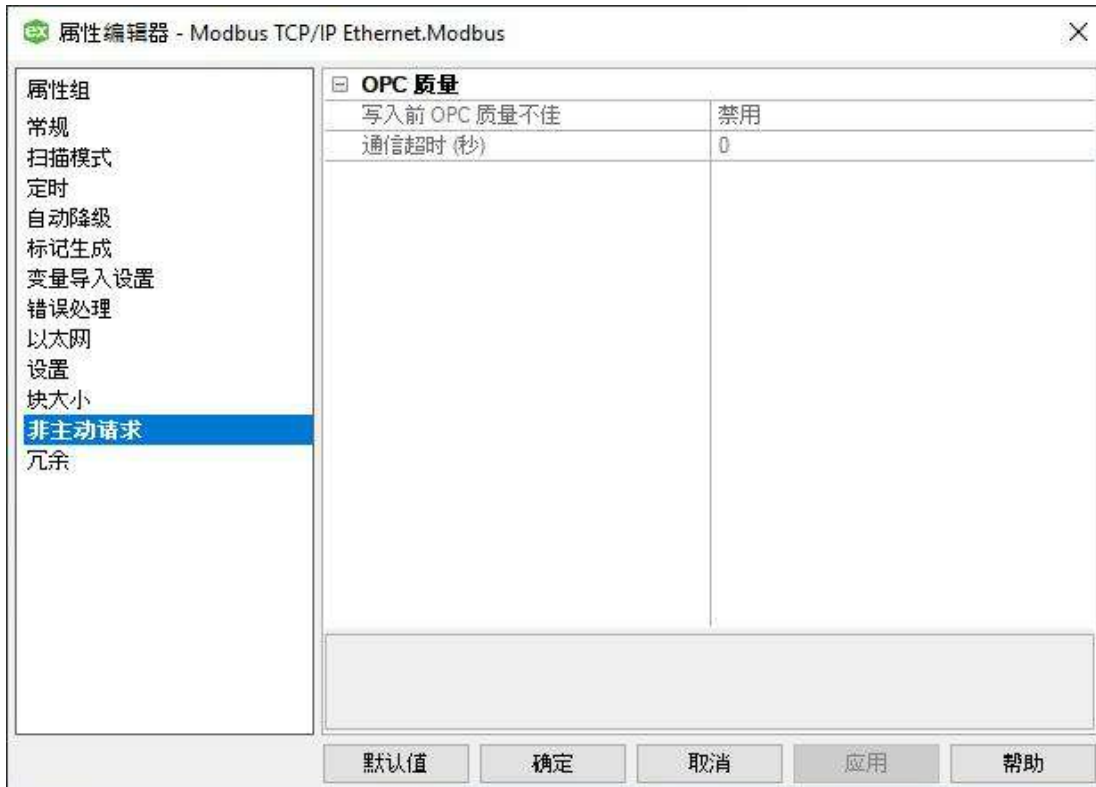 属性编辑器 - Modbus TCP/IP Ethernet.Modbus
属性组
常规
扫描模式
定时
自动降级
标记生成
变量导入设置
错误处理
以太网
设置
块大小
非主动请求
冗余
OPC 质量
写入前 OPC 质量不佳 禁用
通信超时 (秒) 0
默认值 确定 取消 应用 帮助